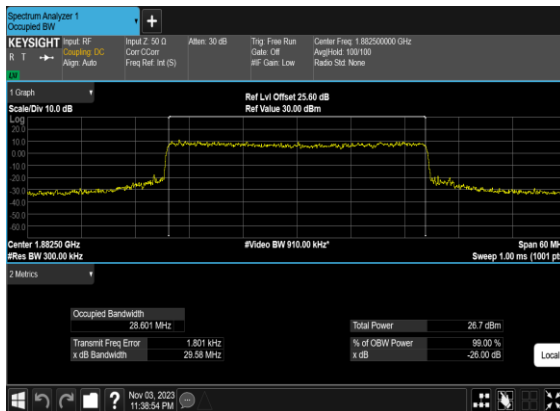 Spectrum Analyzer 1
Occupied BW
KEYSIGHT Input: RF Input Z: 50 Ω Atten: 30 dB Trig: Free Run Center Freq: 1.882500000 GHz
R T Coupling: DC Corr CCorr Gate: Off Avg|Hold: 100/100
Align: Auto Freq Ref: Int (S) #IF Gain: Low Radio Std: None
1 Graph
Ref Lvl Offset 25.60 dB
Scale/Div 10.0 dB Ref Value 30.00 dBm
Log
20.0
10.0
0.00
-10.0
-20.0
-30.0
-40.0
-50.0
-60.0
Center 1.88250 GHz #Video BW 910.00 kHz* Span 60 MH
#Res BW 300.00 kHz Sweep 1.00 ms (1001 pts
2 Metrics
Occupied Bandwidth
28.601 MHz Total Power 26.7 dBm
Transmit Freq Error 1.801 kHz % of OBW Power 99.00 %
x dB Bandwidth 29.58 MHz x dB -26.00 dB
Local
Nov 03, 2023
11:38:54 PM